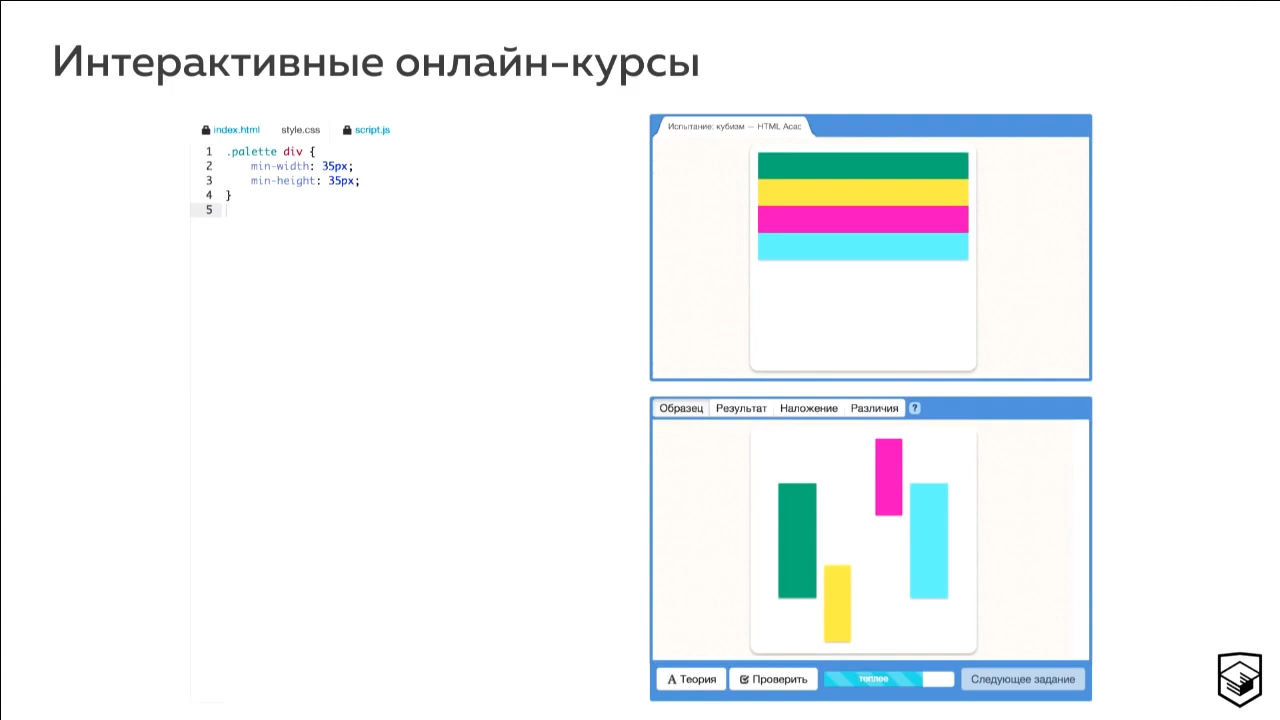 Интерактивные онлайн-курсы
index.html style.css script.js
1 .palette div {
2 min-width: 35px;
3 min-height: 35px;
4 }
5
Испытание: кубизм — HTML Acac
Образец Результат Наложение Различия ?
Теория Проверить теплее Следующее задание